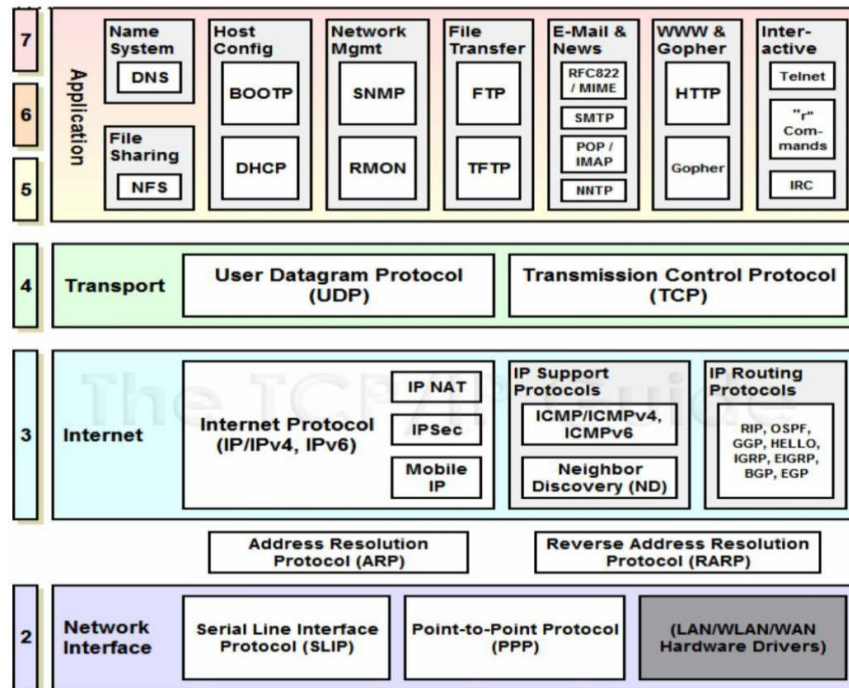 7
6
5
Application
Name
System
DNS
File
Sharing
NFS
Host
Config
BOOTP
DHCP
Network
Mgmt
SNMP
RMON
File
Transfer
FTP
TFTP
E-Mail &
News
RFC822
/ MIME
SMTP
POP /
IMAP
NNTP
WWW &
Gopher
HTTP
Gopher
Inter-
active
Telnet
"r"
Com-
mands
IRC
4
Transport
User Datagram Protocol
(UDP)
Transmission Control Protocol
(TCP)
The TCP/IP Guide
3
Internet
Internet Protocol
(IP/IPv4, IPv6)
IP NAT
IPSec
Mobile
IP
IP Support
Protocols
ICMP/ICMPv4,
ICMPv6
Neighbor
Discovery (ND)
IP Routing
Protocols
RIP, OSPF,
GGP, HELLO,
IGRP, EIGRP,
BGP, EGP
Address Resolution
Protocol (ARP)
Reverse Address Resolution
Protocol (RARP)
2
Network
Interface
Serial Line Interface
Protocol (SLIP)
Point-to-Point Protocol
(PPP)
(LAN/WLAN/WAN
Hardware Drivers)